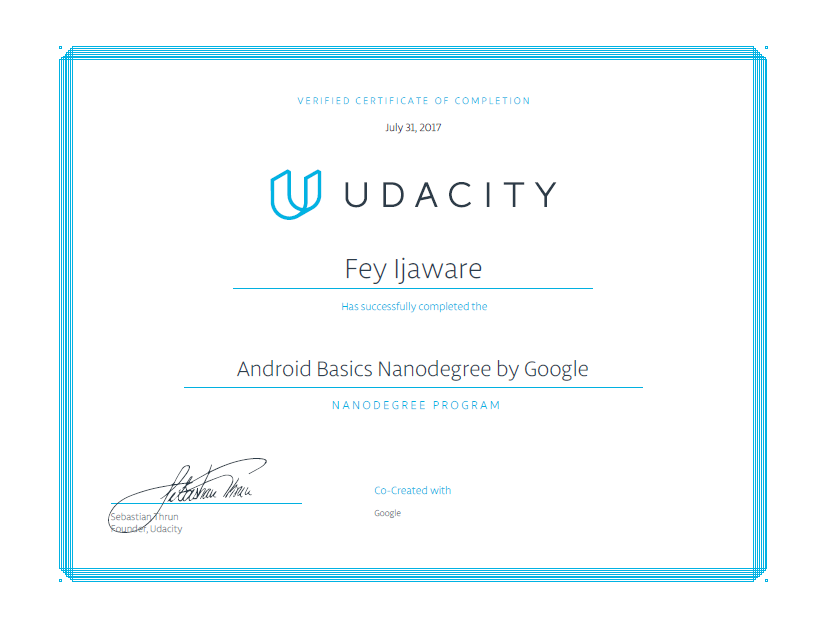 VERIFIED CERTIFICATE OF COMPLETION
July 31, 2017
UDACITY
Fey Ijaware
Has successfully completed the
Android Basics Nanodegree by Google
NANODEGREE PROGRAM
Sebastian Thrun
Co-Created with
Google
Sebastian Thrun
Founder, Udacity